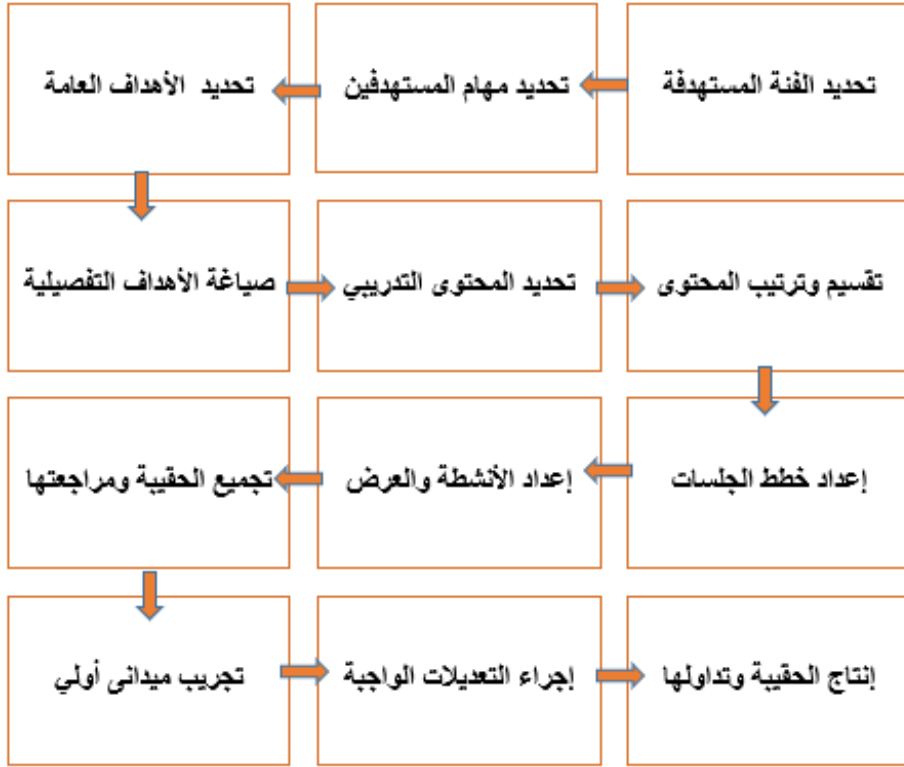 تحديد الفئة المستهدفة
تحديد مهام المستهدفين
تحديد الأهداف العامة
صياغة الأهداف التفصيلية
تحديد المحتوى التدريبي
تقسيم وترتيب المحتوى
إعداد خطط الجلسات
إعداد الأنشطة والعرض
تجميع الحقيبة ومراجعتها
تجريب ميدانى أولي
إجراء التعديلات الواجبة
إنتاج الحقيبة وتداولها